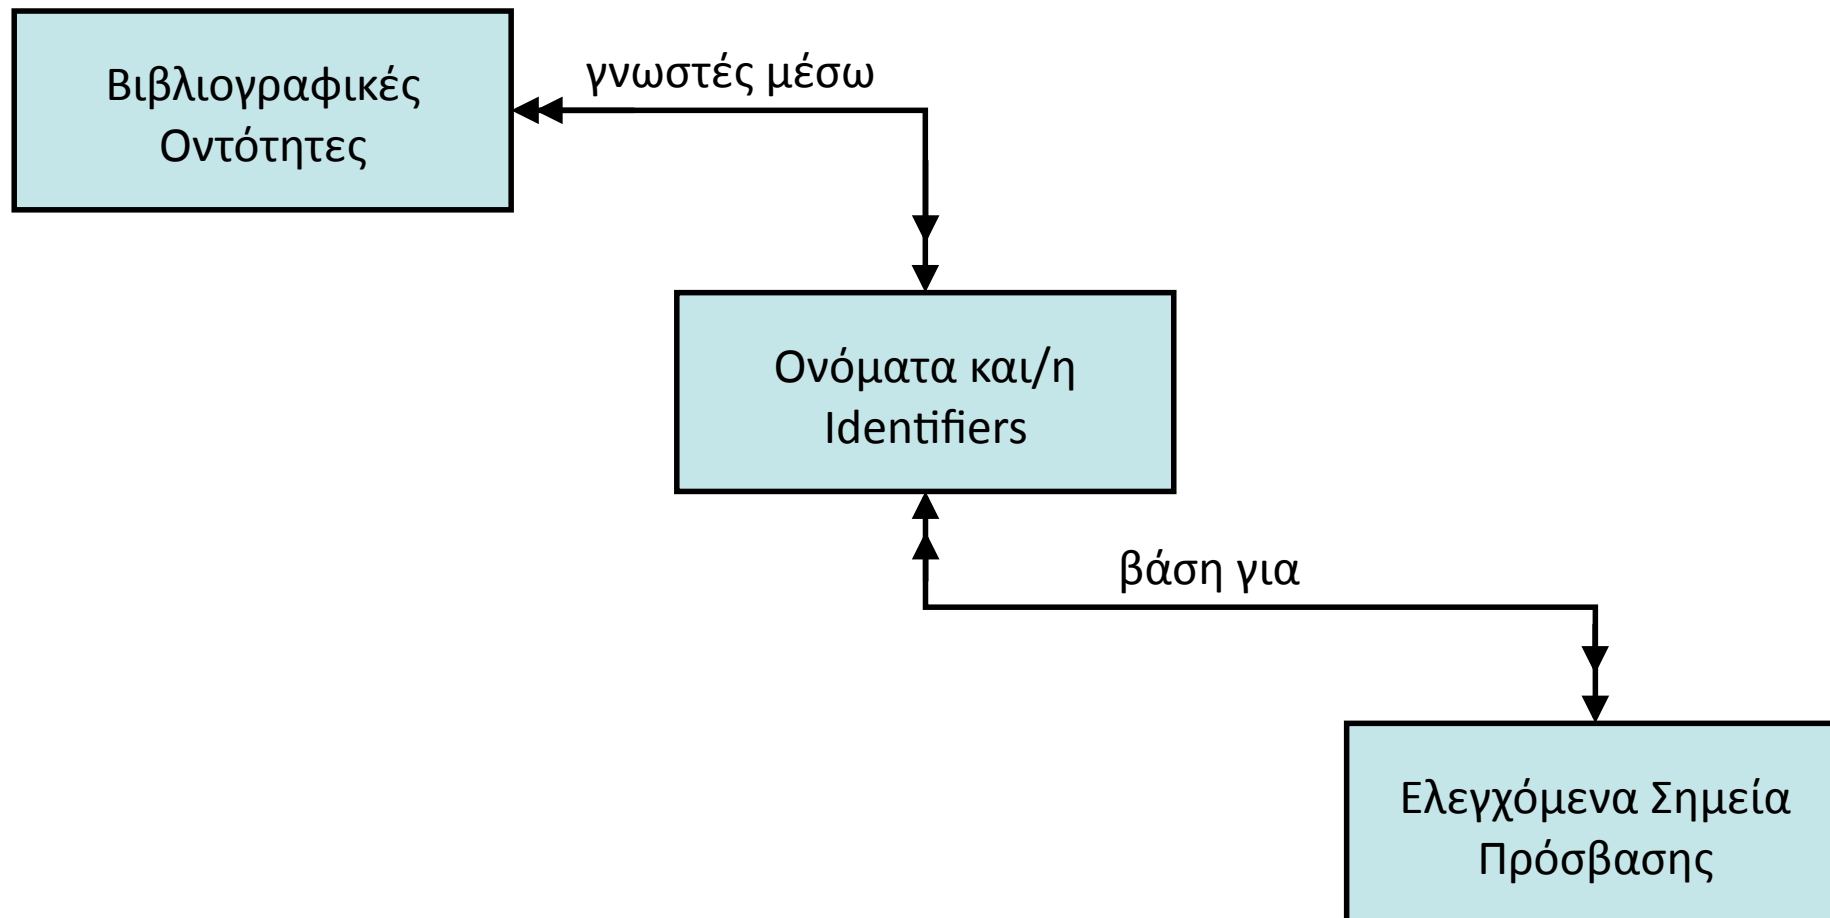 Βιβλιογραφικές
Οντότητες
γνωστές μέσω
Ονόματα και/η
Identifiers
βάση για
Ελεγχόμενα Σημεία
Πρόσβασης